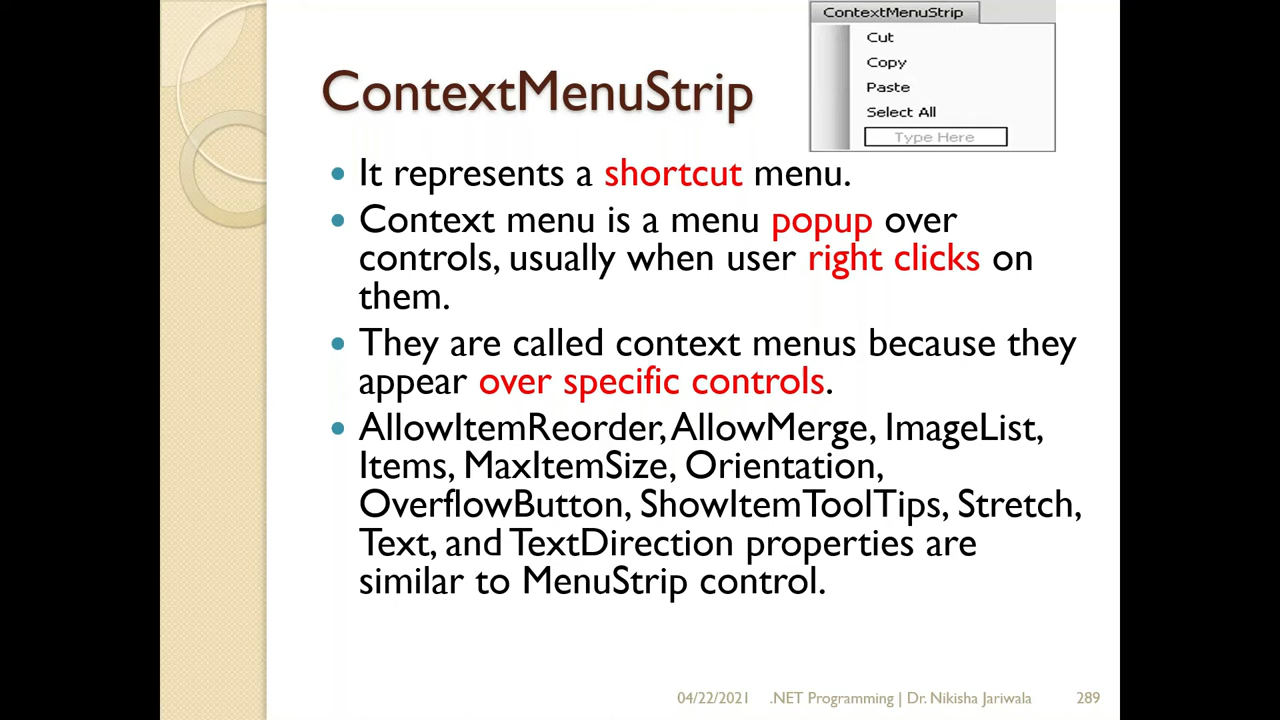 ContextMenuStrip
Cut
Copy
Paste
Select All
Type Here
ContextMenuStrip
• It represents a shortcut menu.
• Context menu is a menu popup over
controls, usually when user right clicks on
them.
• They are called context menus because they
appear over specific controls.
• AllowItemReorder, AllowMerge, ImageList,
Items, MaxItemSize, Orientation,
OverflowButton, ShowItemToolTips, Stretch,
Text, and TextDirection properties are
similar to MenuStrip control.
04/22/2021 .NET Programming | Dr. Nikisha Jariwala 289